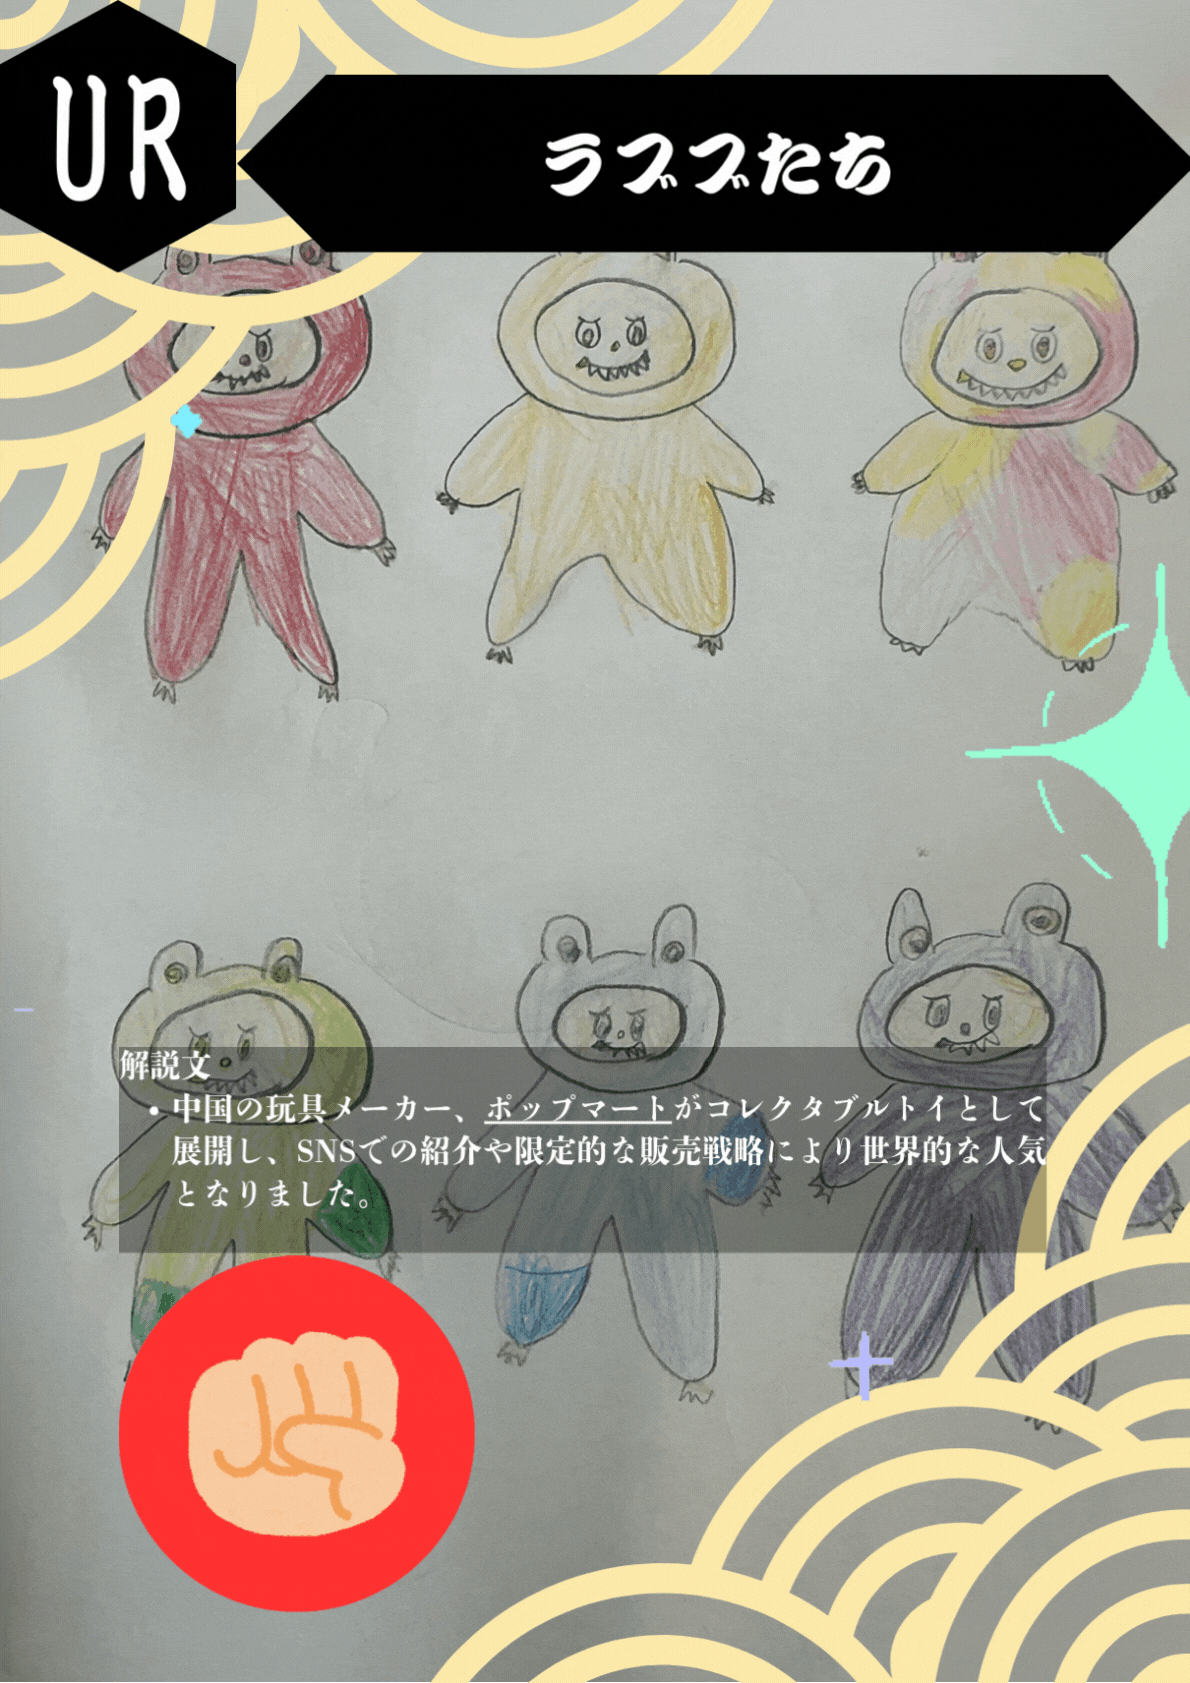 UR
ラブブたち
解説文
• 中国の玩具メーカー、ポップマートがコレクタブルトイとして
展開し、SNSでの紹介や限定的な販売戦略により世界的な人気
となりました。